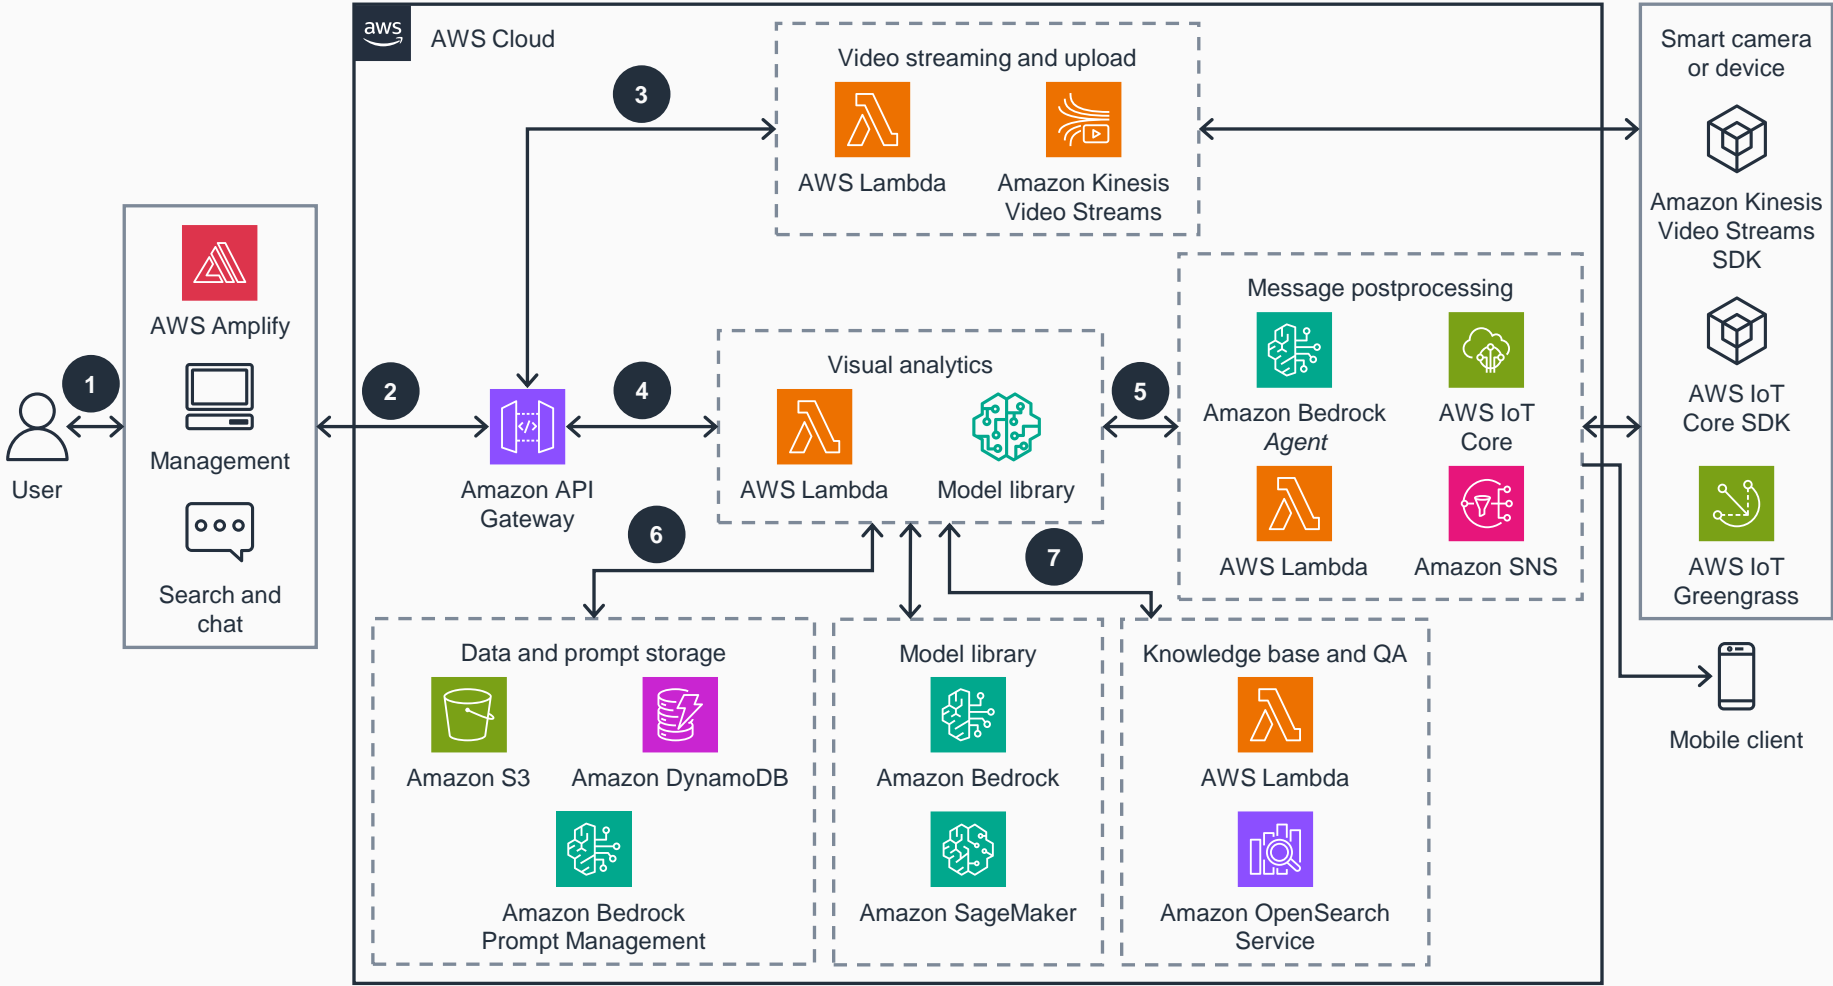 aws
AWS Cloud
1
2
3
4
5
6
7
User
AWS Amplify
Management
Search and
chat
Amazon API
Gateway
Video streaming and upload
AWS Lambda
Amazon Kinesis
Video Streams
Visual analytics
AWS Lambda
Model library
Message postprocessing
Amazon Bedrock
Agent
AWS IoT
Core
AWS Lambda
Amazon SNS
Smart camera
or device
Amazon Kinesis
Video Streams
SDK
AWS IoT
Core SDK
AWS IoT
Greengrass
Mobile client
Data and prompt storage
Amazon S3
Amazon DynamoDB
Amazon Bedrock
Prompt Management
Model library
Amazon Bedrock
Amazon SageMaker
Knowledge base and QA
AWS Lambda
Amazon OpenSearch
Service